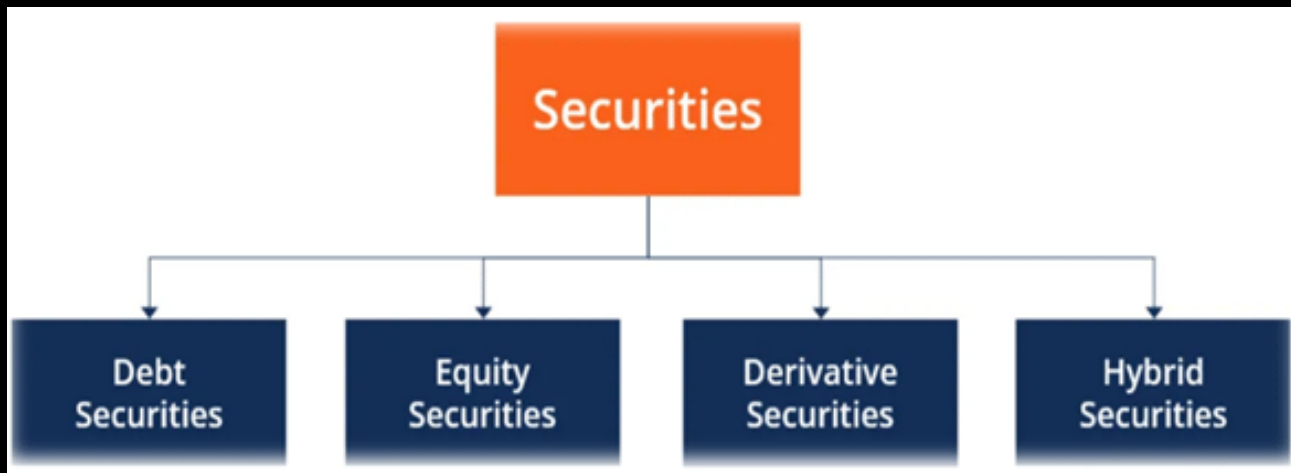 Securities
Debt
Securities
Equity
Securities
Derivative
Securities
Hybrid
Securities